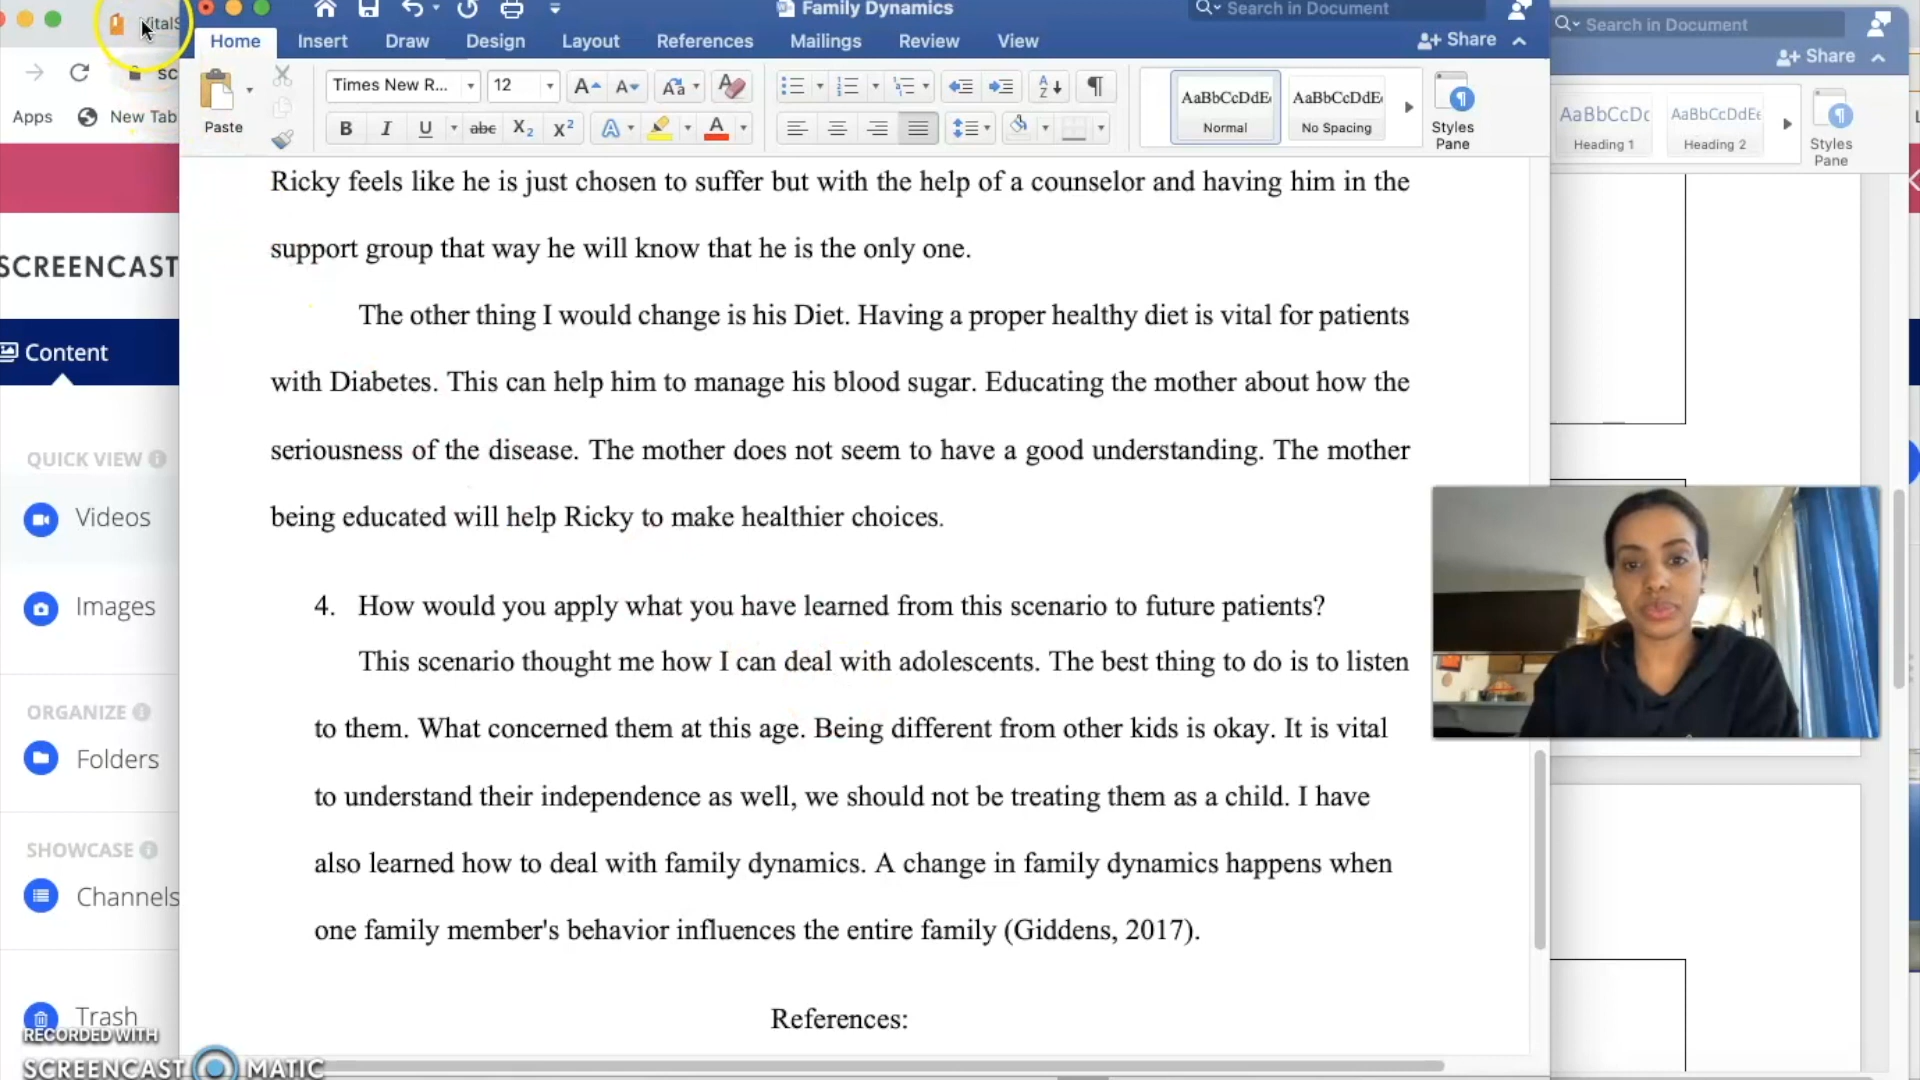 VitalS
Family Dynamics
Search in Document
Search in Document
Home
Insert
Draw
Design
Layout
References
Mailings
Review
View
Share
Share
sc
Times New R...
12
Paste
AaBbCcDdE
Normal
AaBbCcDdE
No Spacing
Styles
Pane
AaBbCcDc
Heading 1
AaBbCcDdEe
Heading 2
Styles
Pane
Apps
New Tab
SCREENCAST
Content
QUICK VIEW
Videos
Images
ORGANIZE
Folders
SHOWCASE
Channels
Trash
Ricky feels like he is just chosen to suffer but with the help of a counselor and having him in the
support group that way he will know that he is the only one.
The other thing I would change is his Diet. Having a proper healthy diet is vital for patients
with Diabetes. This can help him to manage his blood sugar. Educating the mother about how the
seriousness of the disease. The mother does not seem to have a good understanding. The mother
being educated will help Ricky to make healthier choices.
4. How would you apply what you have learned from this scenario to future patients?
This scenario thought me how I can deal with adolescents. The best thing to do is to listen
to them. What concerned them at this age. Being different from other kids is okay. It is vital
to understand their independence as well, we should not be treating them as a child. I have
also learned how to deal with family dynamics. A change in family dynamics happens when
one family member's behavior influences the entire family (Giddens, 2017).
References:
RECORDED WITH
SCREENCAST MATIC